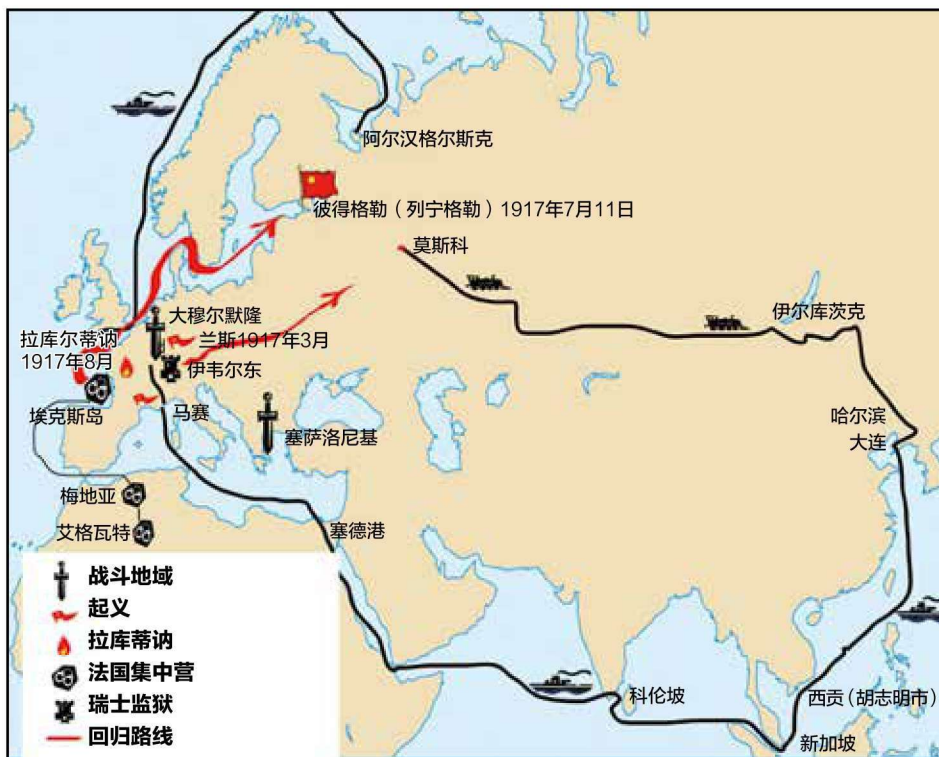 阿尔汉格尔斯克
彼得格勒（列宁格勒）1917年7月11日
莫斯科
大穆尔默隆
伊尔库茨克
拉库尔蒂讷
1917年8月
兰斯1917年3月
伊韦尔东
埃克斯岛
马赛
塞萨洛尼基
哈尔滨
大连
梅地亚
艾格瓦特
塞德港
科伦坡
西贡（胡志明市）
新加坡
战斗地域
起义
拉库蒂讷
法国集中营
瑞士监狱
回归路线